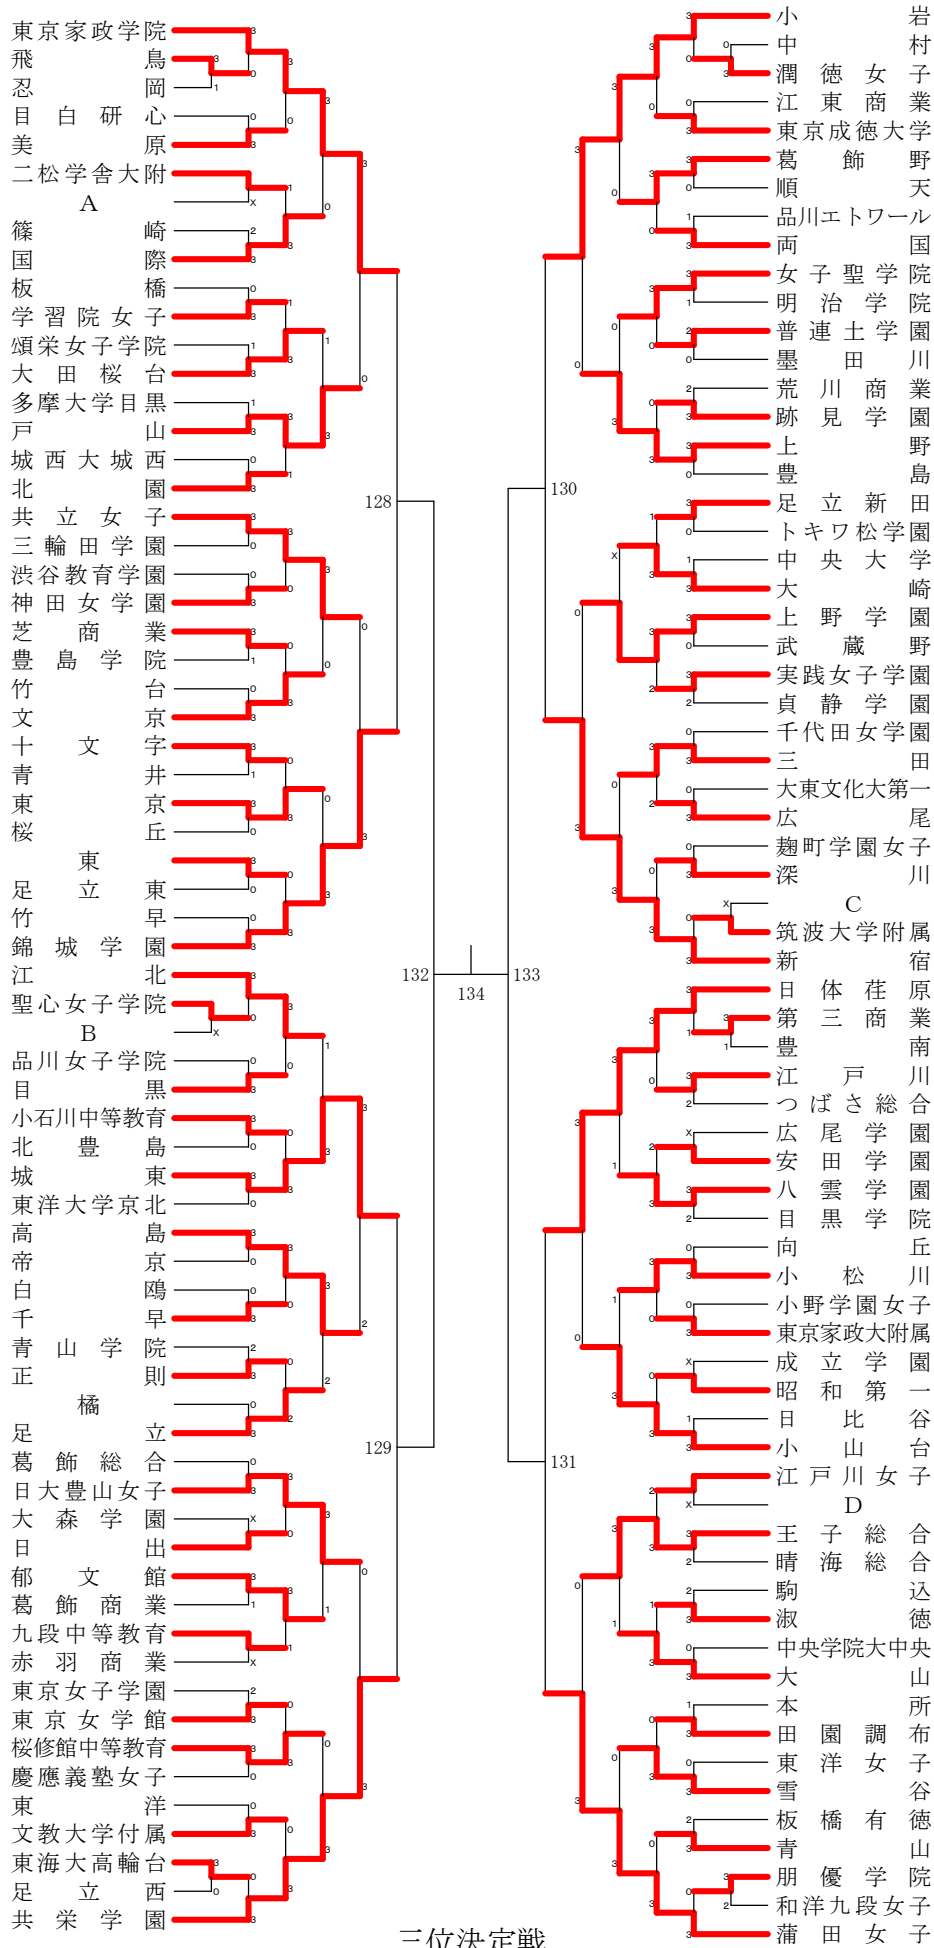 東京家政学院
飛鳥
忍岡
目白研心
美原
二松学舎大附
A
篠崎
国際
板橋
学習院女子
頌栄女子学院
大田桜台
多摩大学目黒
戸山
城西大城西
北園
共立女子
三輪田学園
渋谷教育学園
神田女学園
芝商業
豊島学院
竹台
文京
十文字
青井
東京
桜丘
東
足立東
竹早
錦城学園
江北
聖心女子学院
B
品川女子学院
目黒
小石川中等教育
北豊島
城東
東洋大学京北
高島
帝京
白鴎
千早
青山学院
正則
橘
足立
葛飾総合
日大豊山女子
大森学園
日出
郁文館
葛飾商業
九段中等教育
赤羽商業
東京女子学園
東京女学館
桜修館中等教育
慶應義塾女子
東洋
文教大学付属
東海大高輪台
足立西
共栄学園
128
129
132
134
133
130
131
小岩
中村
潤徳女子
江東商業
東京成徳大学
葛飾野
順天
品川エトワール
両国
女子聖学院
明治学院
普連土学園
墨田川
荒川商業
跡見学園
上野
豊島
足立新田
トキワ松学園
中央大学
大崎
上野学園
武蔵野
実践女子学園
貞静学園
千代田女学園
三田
大東文化大第一
広尾
麹町学園女子
深川
C
筑波大学附属
新宿
日体荏原
第三商業
豊南
江戸川
つばさ総合
広尾学園
安田学園
八雲学園
目黒学院
向丘
小松川
小野学園女子
東京家政大附属
成立学園
昭和第一
日比谷
小山台
江戸川女子
D
王子総合
晴海総合
駒込
淑徳
中央学院大中央
大山
本所
田園調布
東洋女子
雪谷
板橋有徳
青山
朋優学院
和洋九段女子
蒲田女子
三位決定戦